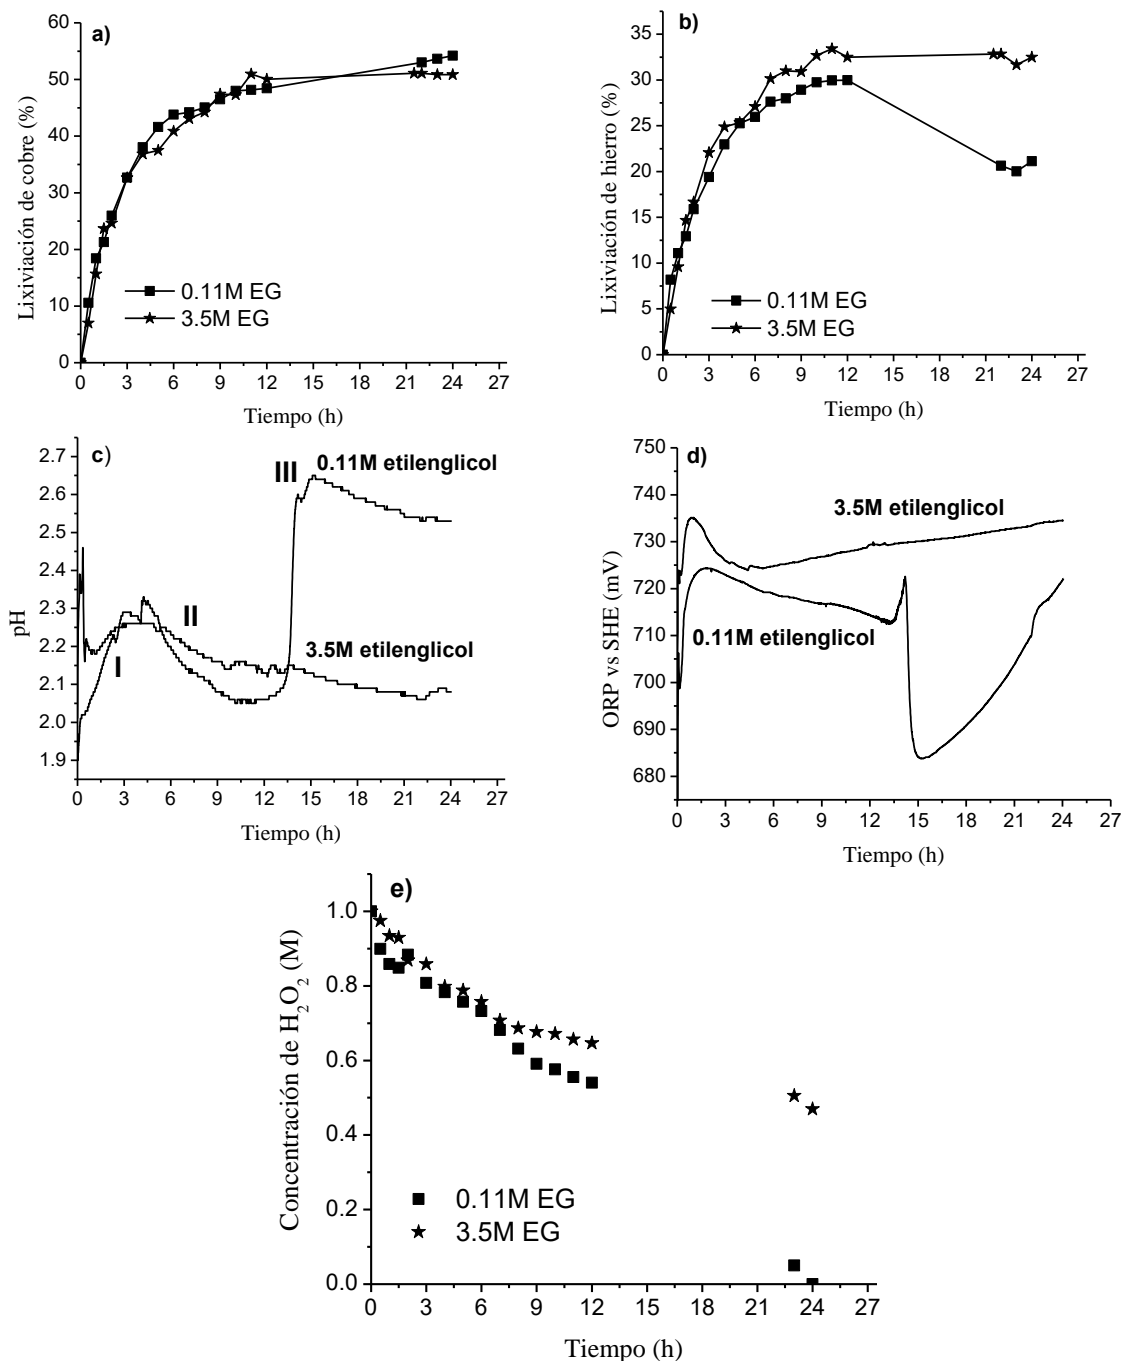 a)
60
50
40
30
20
10
0
Lixiviación de cobre (%)
0.11M EG
3.5M EG
0 3 6 9 12 15 18 21 24 27
Tiempo (h)
b)
35
30
25
20
15
10
5
0
Lixiviación de hierro (%)
0.11M EG
3.5M EG
0 3 6 9 12 15 18 21 24 27
Tiempo (h)
c)
2.7
2.6
2.5
2.4
2.3
2.2
2.1
2.0
1.9
pH
I
II
III
0.11M etilenglicol
3.5M etilenglicol
0 3 6 9 12 15 18 21 24 27
Tiempo (h)
d)
750
740
730
720
710
700
690
680
ORP vs SHE (mV)
3.5M etilenglicol
0.11M etilenglicol
0 3 6 9 12 15 18 21 24 27
Tiempo (h)
e)
1.0
0.8
0.6
0.4
0.2
0.0
Concentración de H₂O₂ (M)
0.11M EG
3.5M EG
0 3 6 9 12 15 18 21 24 27
Tiempo (h)